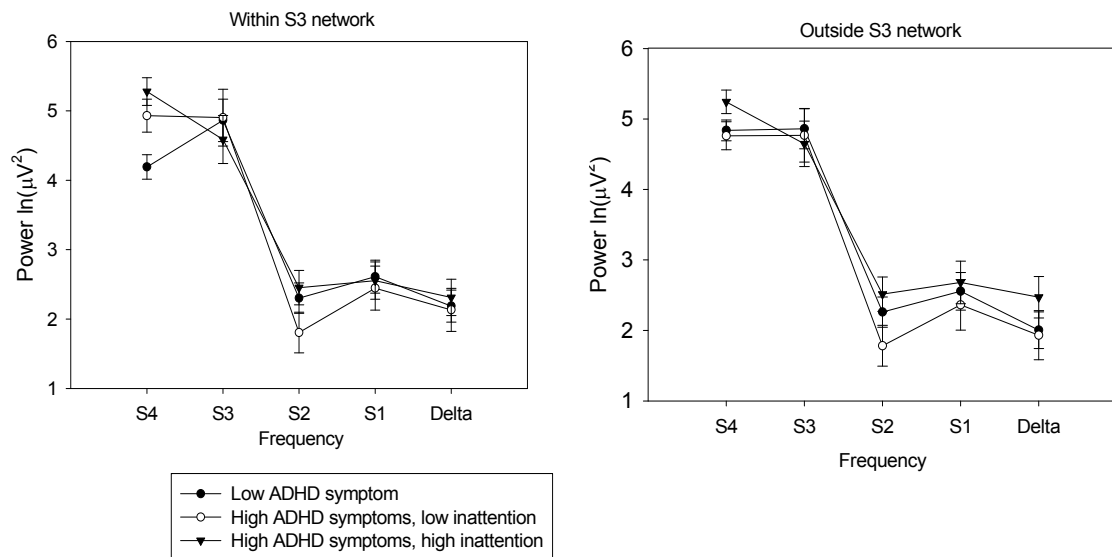 Within S3 network
6
5
4
3
2
1
Power ln(µV²)
S4 S3 S2 S1 Delta
Frequency
Outside S3 network
6
5
4
3
2
1
Power ln(µV²)
S4 S3 S2 S1 Delta
Frequency
Low ADHD symptom
High ADHD symptoms, low inattention
High ADHD symptoms, high inattention